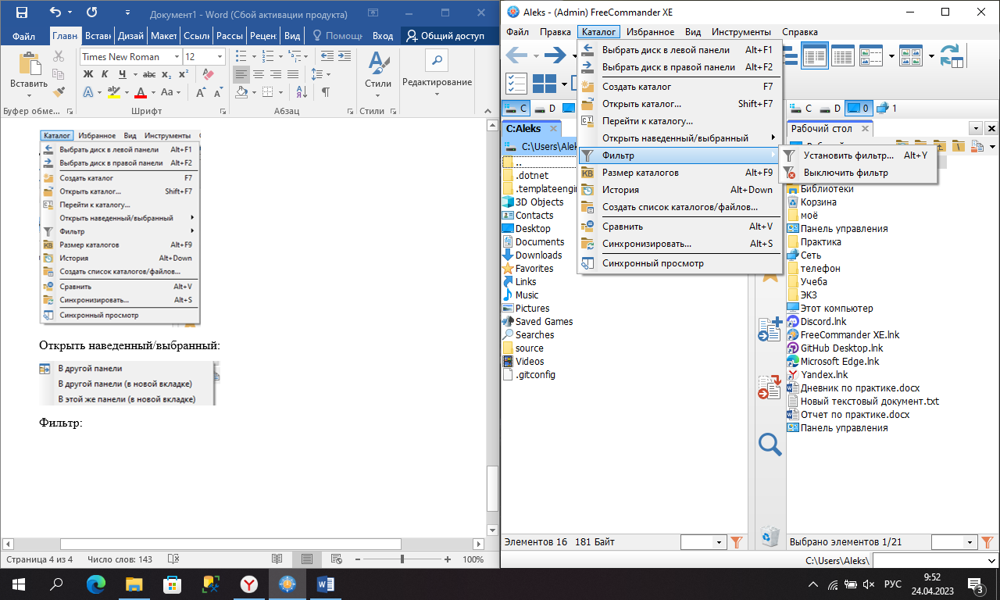 Документ1 - Word (Сбой активации продукта)
Файл Главн Вставі Дизай Макет Ссылі Рассы Рецен Вид Помощь Вход Общий доступ
Times New Roman 12
Вставить
Ж К Ч abc x₂ x²
Аа
Стили
Редактирование
Буфер обме... Шрифт Абзац Стили
Каталог Избранное Вид Инструменты
Выбрать диск в левой панели Alt+F1
Выбрать диск в правой панели Alt+F2
Создать каталог F7
Открыть каталог... Shift+F7
Перейти к каталогу...
Открыть наведенный/выбранный
Фильтр
Размер каталогов Alt+F9
История Alt+Down
Создать список каталогов/файлов...
Сравнить Alt+V
Синхронизировать... Alt+S
Синхронный просмотр
Открыть наведенный/выбранный:
В другой панели
В другой панели (в новой вкладке)
В этой же панели (в новой вкладке)
Фильтр:
Страница 4 из 4 Число слов: 143 100%
Aleks - (Admin) FreeCommander XE
Файл Правка Каталог Избранное Вид Инструменты Справка
Выбрать диск в левой панели Alt+F1
Выбрать диск в правой панели Alt+F2
Создать каталог F7
Открыть каталог... Shift+F7
Перейти к каталогу...
Открыть наведенный/выбранный
Фильтр
Размер каталогов Alt+F9
История Alt+Down
Создать список каталогов/файлов...
Сравнить Alt+V
Синхронизировать... Alt+S
Синхронный просмотр
Установить фильтр... Alt+Y
Выключить фильтр
C D
C:Aleks
C:\Users\Alek
..
.dotnet
.templateengin
3D Objects
Contacts
Desktop
Documents
Downloads
Favorites
Links
Music
Pictures
Saved Games
Searches
source
Videos
.gitconfig
Элементов 16 181 Байт
C D 0 1
Рабочий стол
Библиотеки
Корзина
моё
Панель управления
Практика
Сеть
телефон
Учеба
ЭКЗ
Этот компьютер
Discord.lnk
FreeCommander XE.lnk
GitHub Desktop.lnk
Microsoft Edge.lnk
Yandex.lnk
Дневник по практике.docx
Новый текстовый документ.txt
Отчет по практике.docx
Панель управления
Выбрано элементов 1/21
C:\Users\Aleks\
РУС
9:52
24.04.2023
3